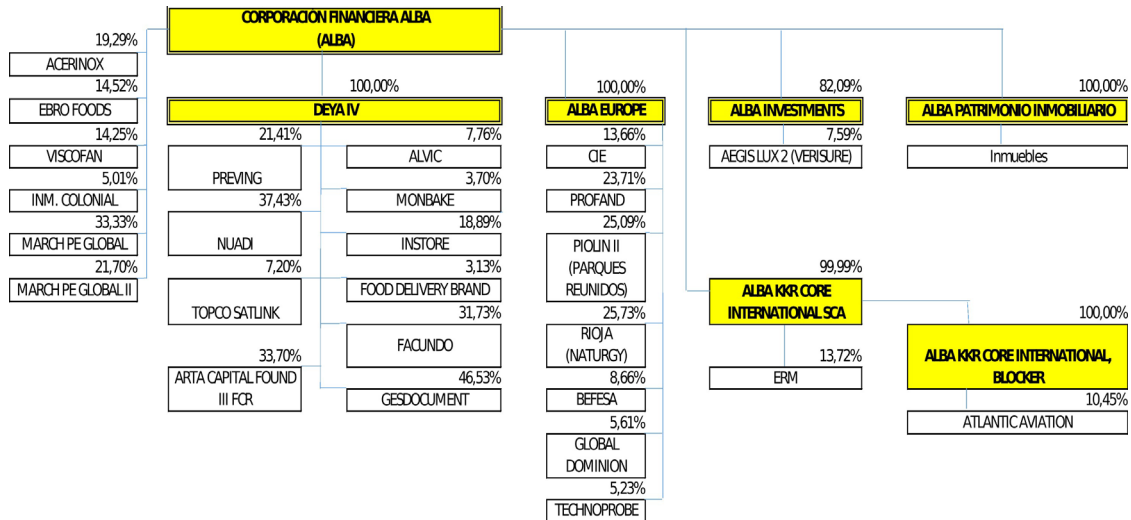 CORPORACIÓN FINANCIERA ALBA
(ALBA)
19,29%
ACERINOX
14,52%
EBRO FOODS
14,25%
VISCOFAN
5,01%
INM. COLONIAL
33,33%
MARCH PE GLOBAL
21,70%
MARCH PE GLOBAL II
100,00%
DEYA IV
21,41%
PREVING
37,43%
NUADI
7,20%
TOPCO SATLINK
33,70%
ARTA CAPITAL FOUND
III FCR
7,76%
ALVIC
3,70%
MONBAKE
18,89%
INSTORE
3,13%
FOOD DELIVERY BRAND
31,73%
FACUNDO
46,53%
GESDOCUMENT
100,00%
ALBA EUROPE
13,66%
CIE
23,71%
PROFAND
25,09%
PIOLIN II
(PARQUES
REUNIDOS)
25,73%
RIOJA
(NATURGY)
8,66%
BEFESA
5,61%
GLOBAL
DOMINION
5,23%
TECHNOPROBE
82,09%
ALBA INVESTMENTS
7,59%
AEGIS LUX 2 (VERISURE)
99,99%
ALBA KKR CORE
INTERNATIONAL SCA
13,72%
ERM
100,00%
ALBA PATRIMONIO INMOBILIARIO
Inmuebles
100,00%
ALBA KKR CORE INTERNATIONAL,
BLOCKER
10,45%
ATLANTIC AVIATION